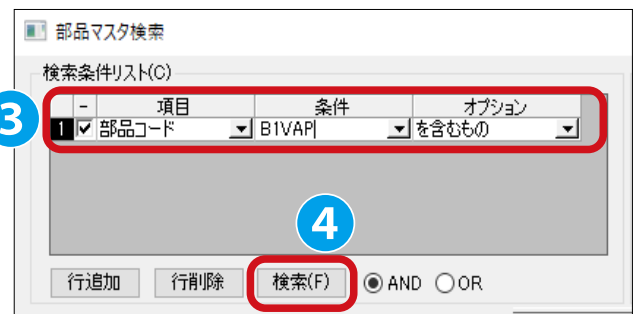 部品マスタ検索
検索条件リスト(C)
3
- 項目 条件 オプション
1 部品コード B1VAP を含むもの
4
行追加 行削除 検索(F) AND OR